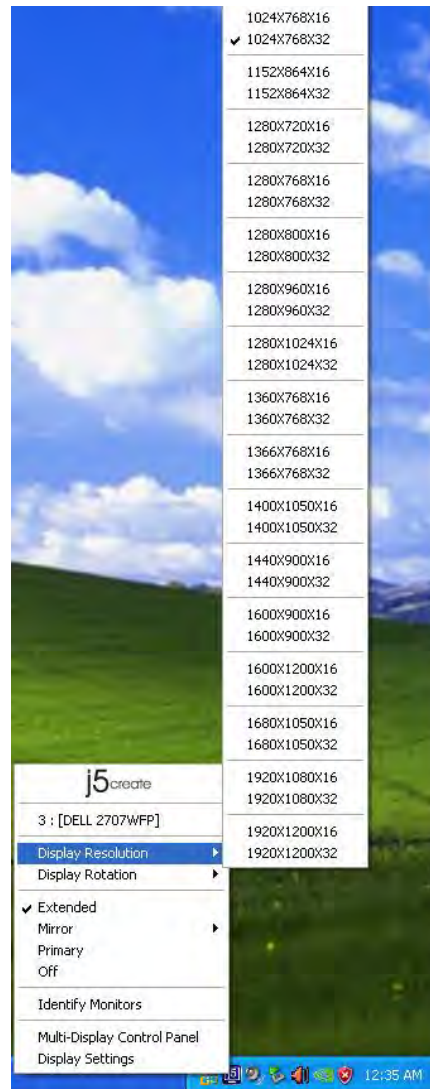 1024X768X16
1024X768X32
1152X864X16
1152X864X32
1280X720X16
1280X720X32
1280X768X16
1280X768X32
1280X800X16
1280X800X32
1280X960X16
1280X960X32
1280X1024X16
1280X1024X32
1360X768X16
1360X768X32
1366X768X16
1366X768X32
1400X1050X16
1400X1050X32
1440X900X16
1440X900X32
1600X900X16
1600X900X32
1600X1200X16
1600X1200X32
1680X1050X16
1680X1050X32
1920X1080X16
1920X1080X32
1920X1200X16
1920X1200X32
j5create
3 : [DELL 2707WFP]
Display Resolution
Display Rotation
Extended
Mirror
Primary
Off
Identify Monitors
Multi-Display Control Panel
Display Settings
j5
12:35 AM